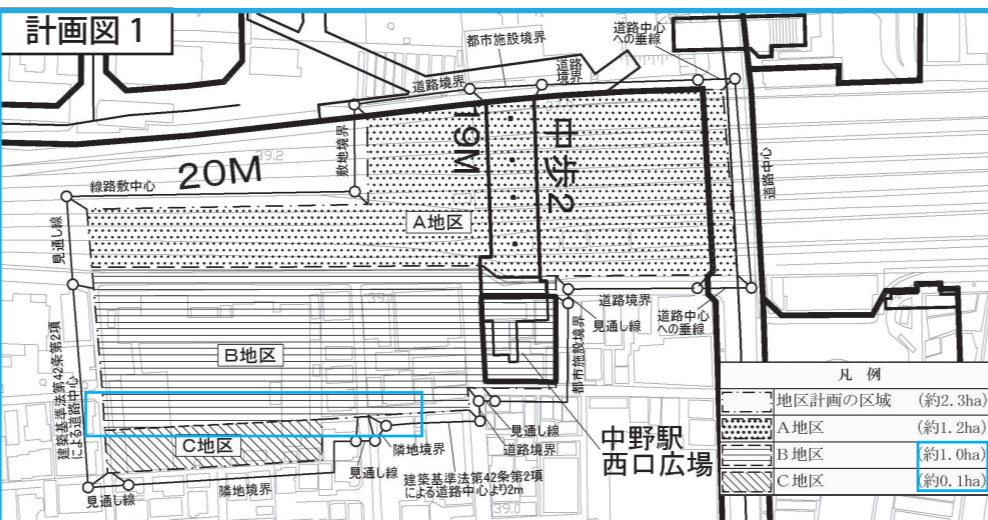 計画図1
都市施設境界
道路中心
への垂線
道路境界
道路
境界
19M
中歩2
敷地境界
39.2
20M
線路敷中心
道路中心
A地区
見通し線
道路境界
見通し線
道路中心
への垂線
都市施設境界
B地区
建築基準法第42条第2項
による道路中心
凡 例
地区計画の区域 (約2.3ha)
A地区 (約1.2ha)
B地区 (約1.0ha)
C地区 (約0.1ha)
C地区
見通し線
道路境界
中野駅
西口広場
隣地境界
見通し線
建築基準法第42条第2項
による道路中心より2m
隣地境界
見通し線
39.0